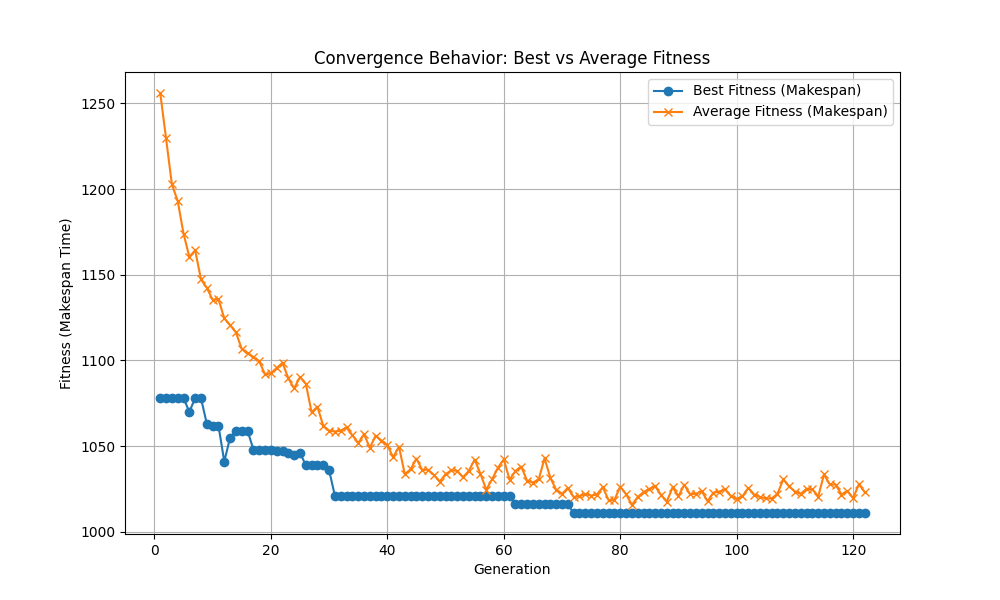 Convergence Behavior: Best vs Average Fitness
Best Fitness (Makespan)
Average Fitness (Makespan)
Fitness (Makespan Time)
1250
1200
1150
1100
1050
1000
0 20 40 60 80 100 120
Generation